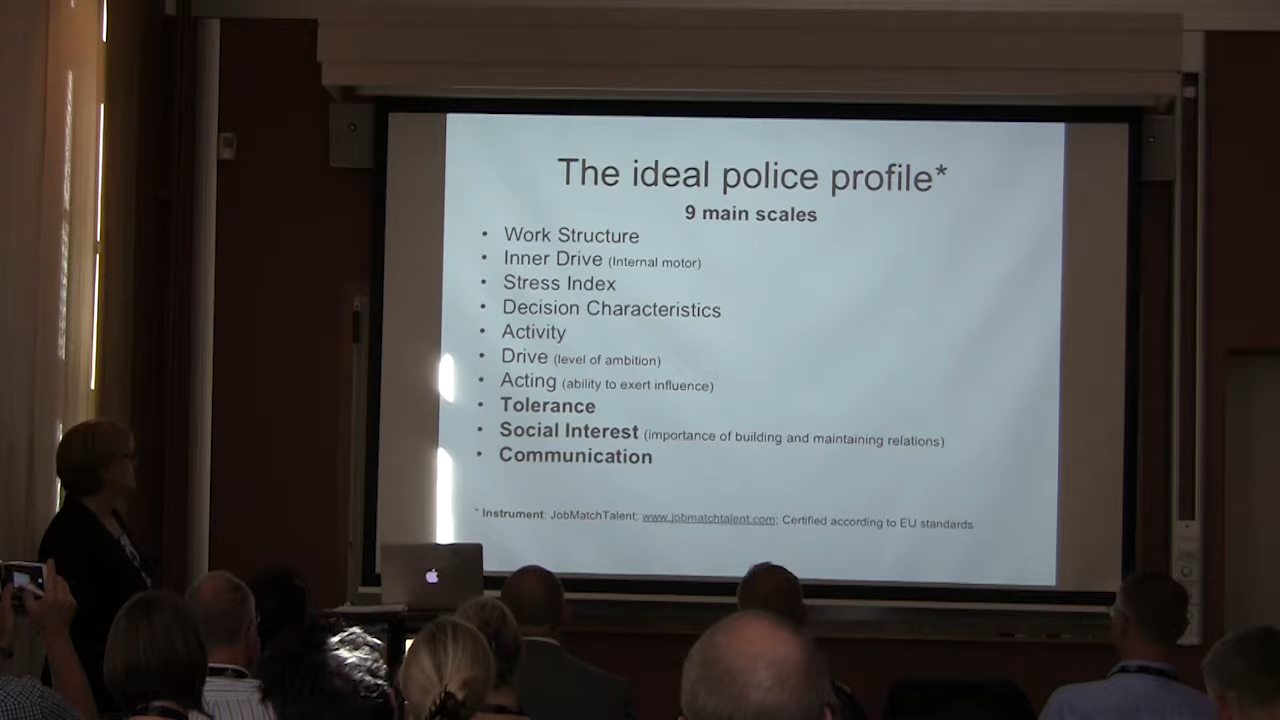 The ideal police profile*
9 main scales
• Work Structure
• Inner Drive (Internal motor)
• Stress Index
• Decision Characteristics
• Activity
• Drive (level of ambition)
• Acting (ability to exert influence)
• Tolerance
• Social Interest (importance of building and maintaining relations)
• Communication
* Instrument: JobMatchTalent; www.jobmatchtalent.com; Certified according to EU standards